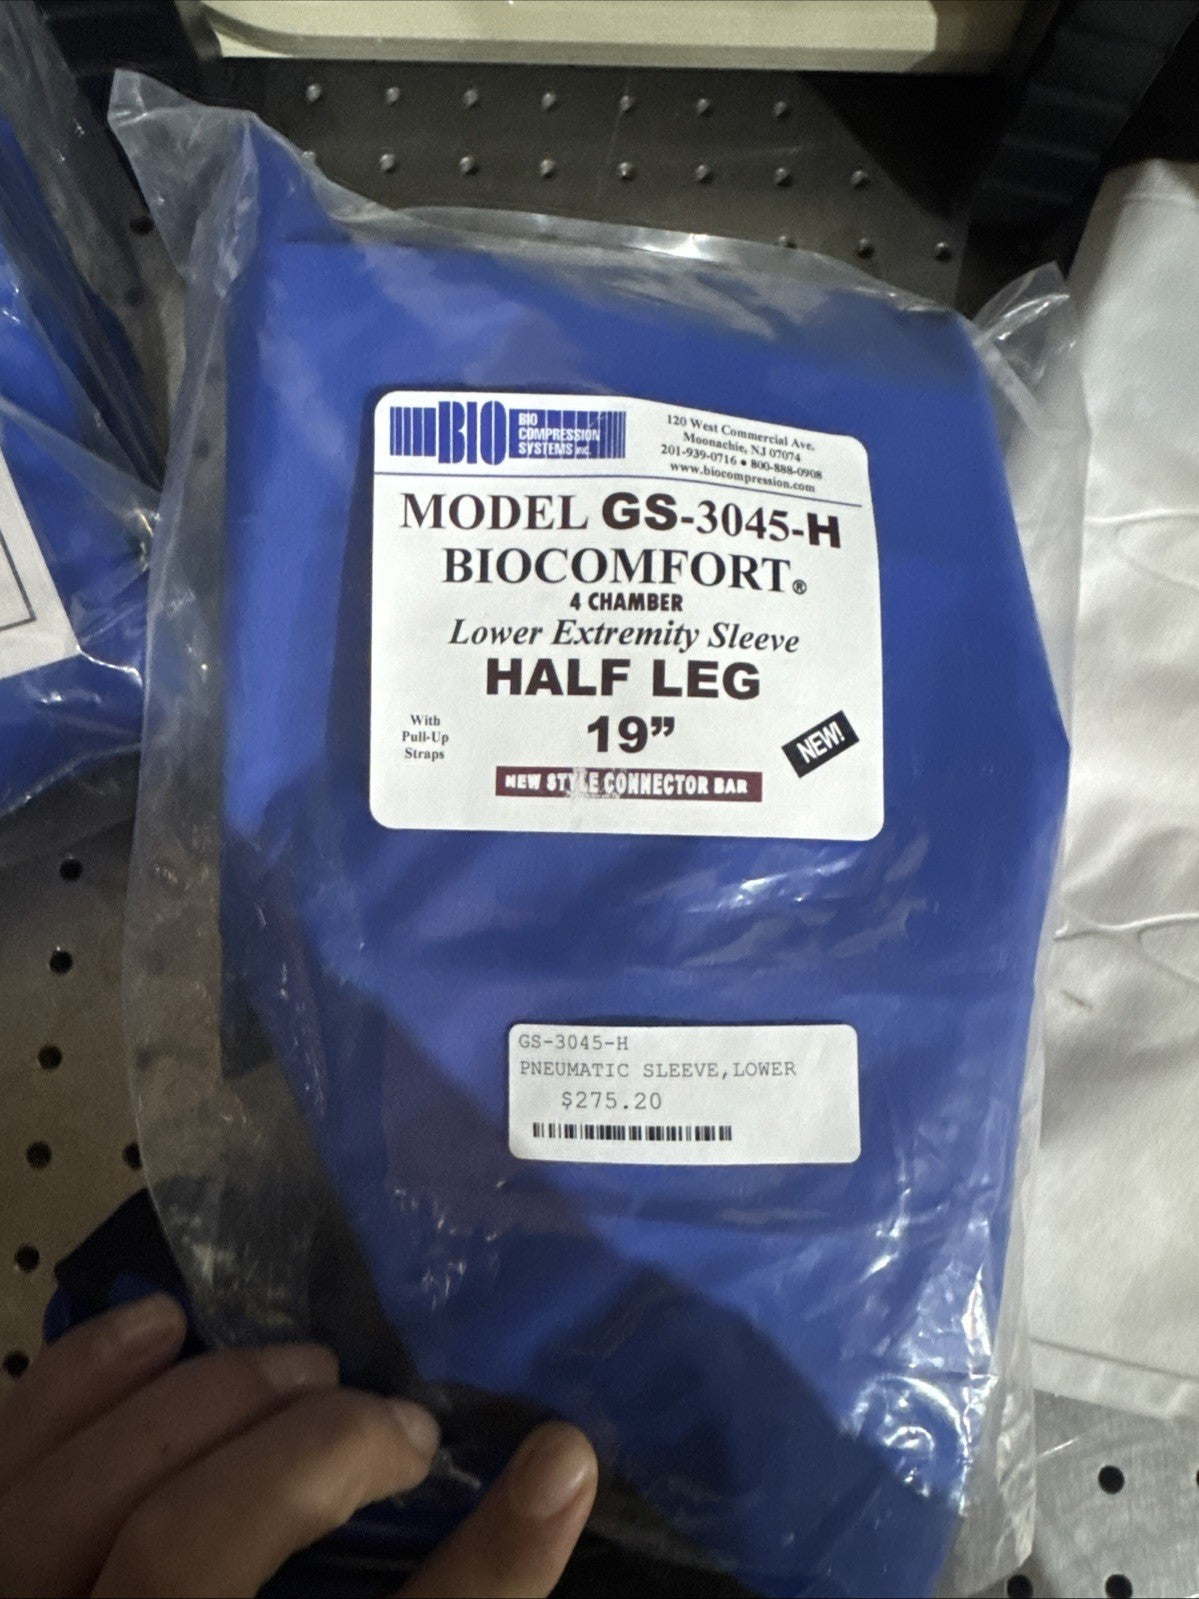 BIO
BIO
COMPRESSION
SYSTEMS INC.
120 West Commercial Ave.
Moonachie, NJ 07074
201-939-0716 • 800-888-0908
www.biocompression.com
MODEL GS-3045-H
BIOCOMFORT®
4 CHAMBER
Lower Extremity Sleeve
HALF LEG
19”
With
Pull-Up
Straps
NEW!
NEW STYLE CONNECTOR BAR
GS-3045-H
PNEUMATIC SLEEVE,LOWER
$275.20